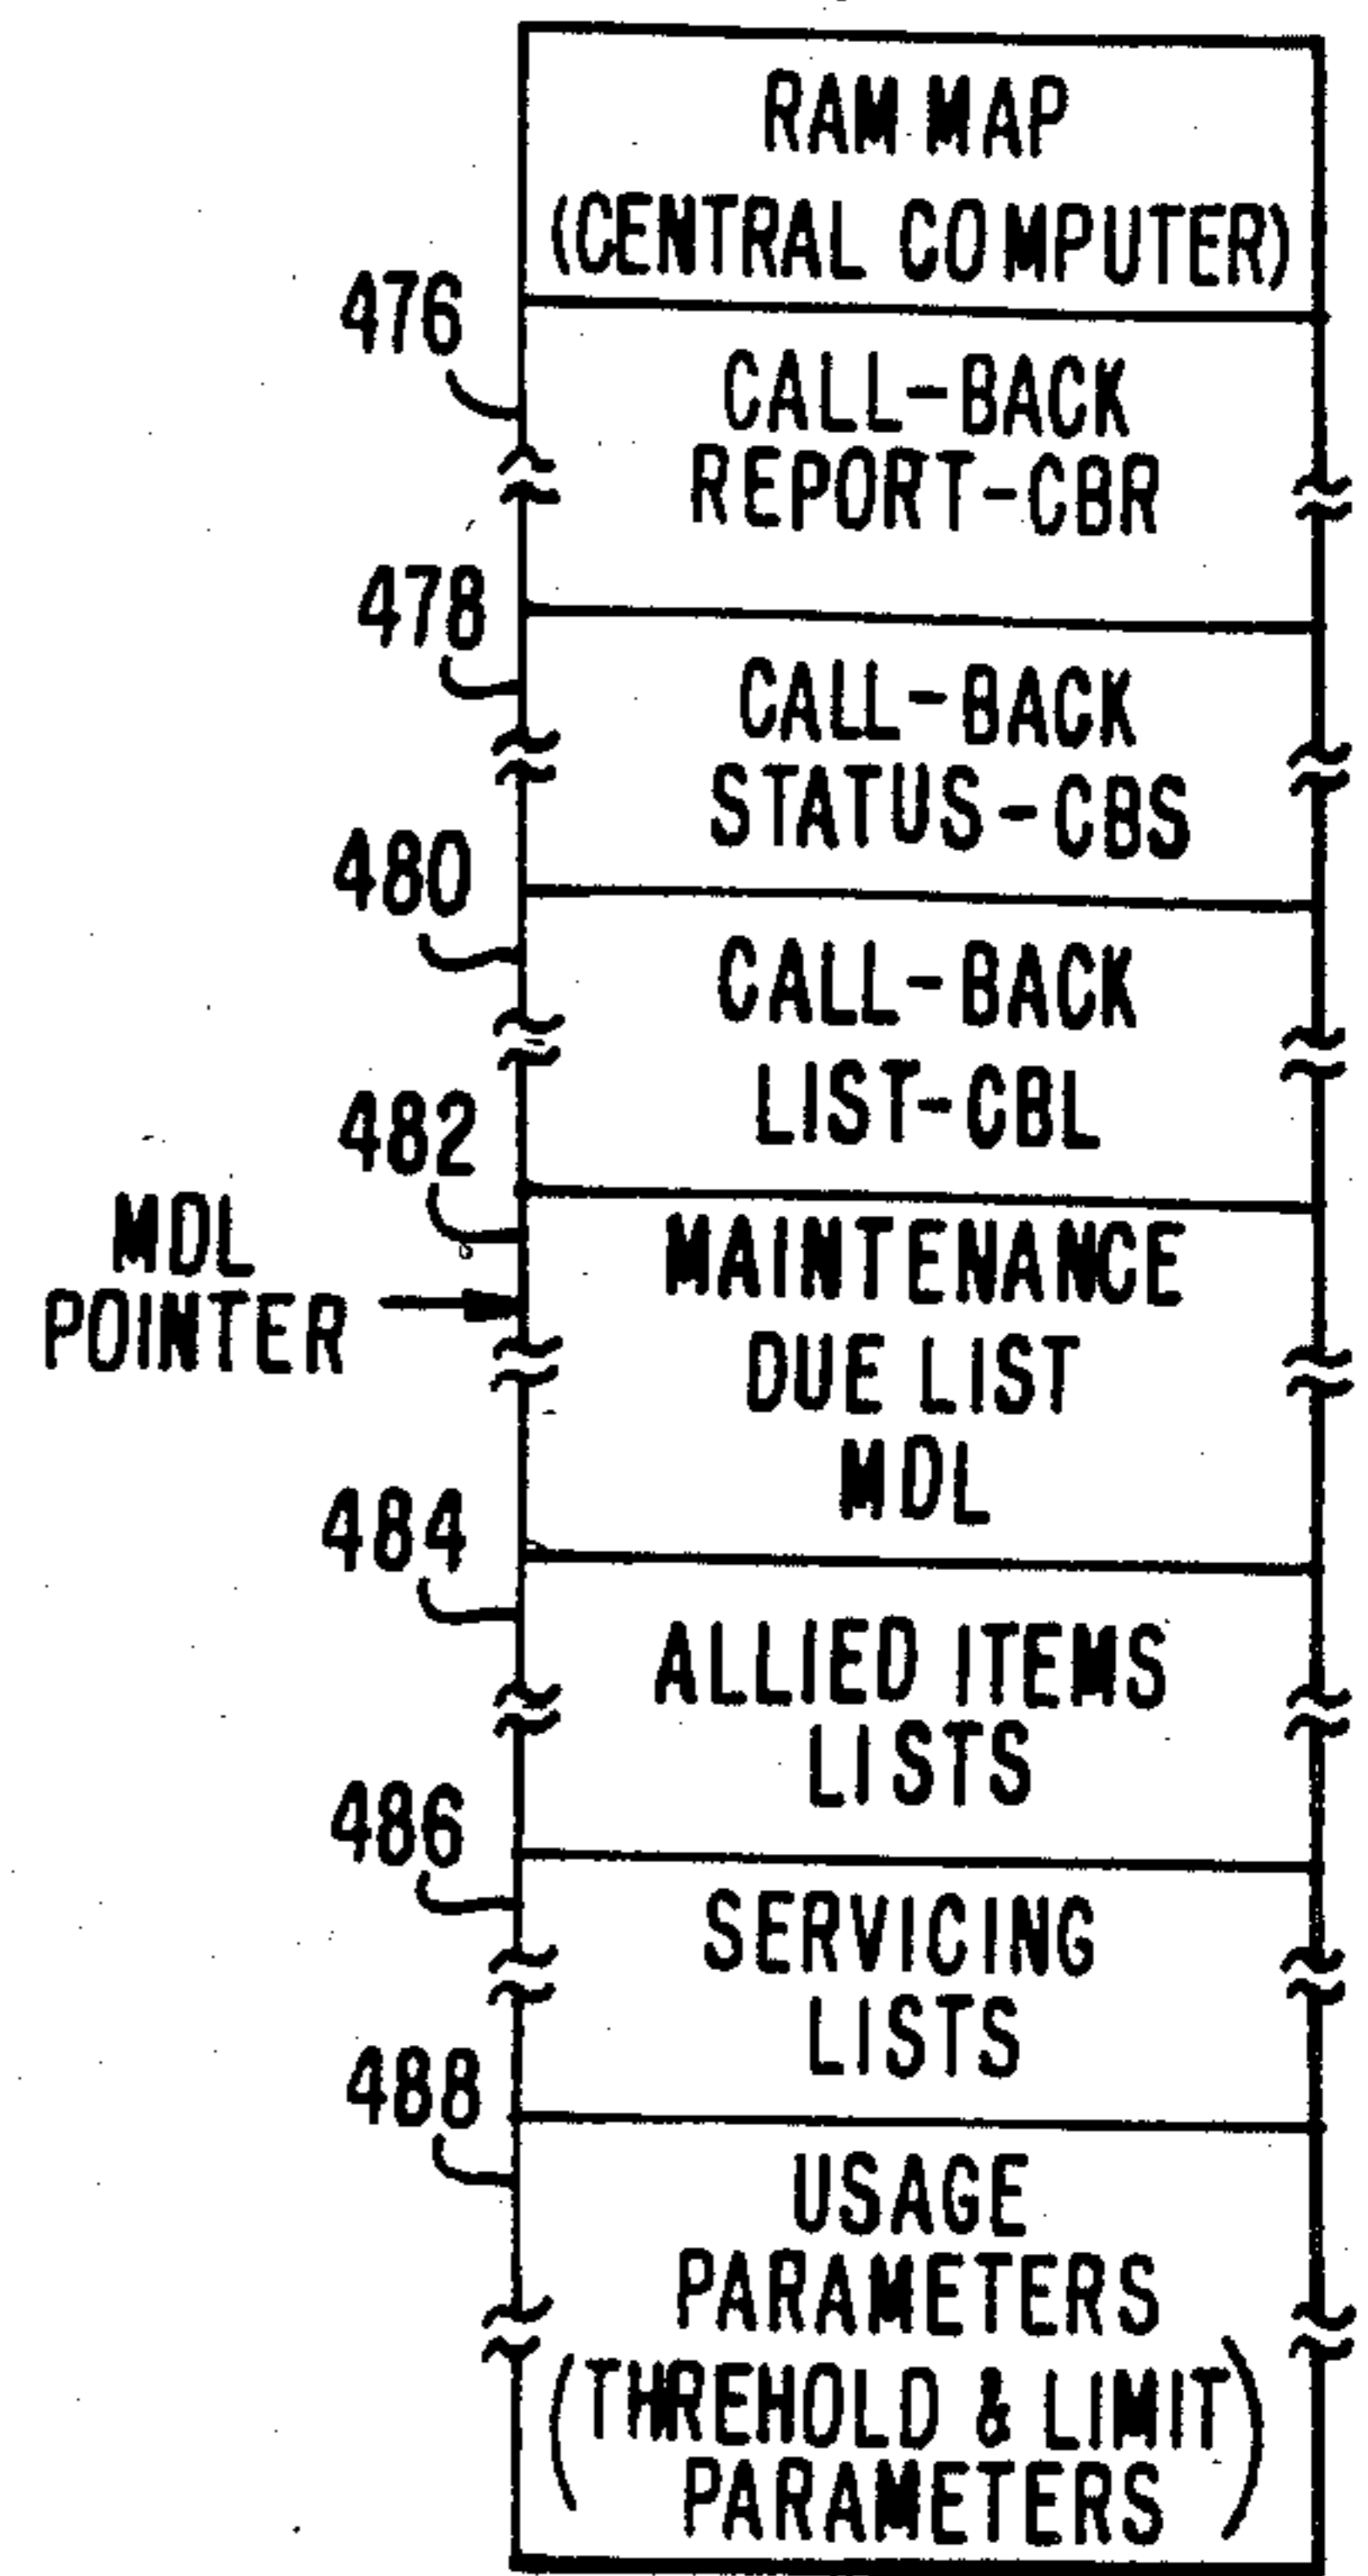 RAM MAP
(CENTRAL COMPUTER)
476
CALL-BACK
REPORT-CBR
478
CALL-BACK
STATUS-CBS
480
CALL-BACK
LIST-CBL
482
MDL
POINTER
MAINTENANCE
DUE LIST
MDL
484
ALLIED ITEMS
LISTS
486
SERVICING
LISTS
488
USAGE
PARAMETERS
(THREHOLD & LIMIT
PARAMETERS)